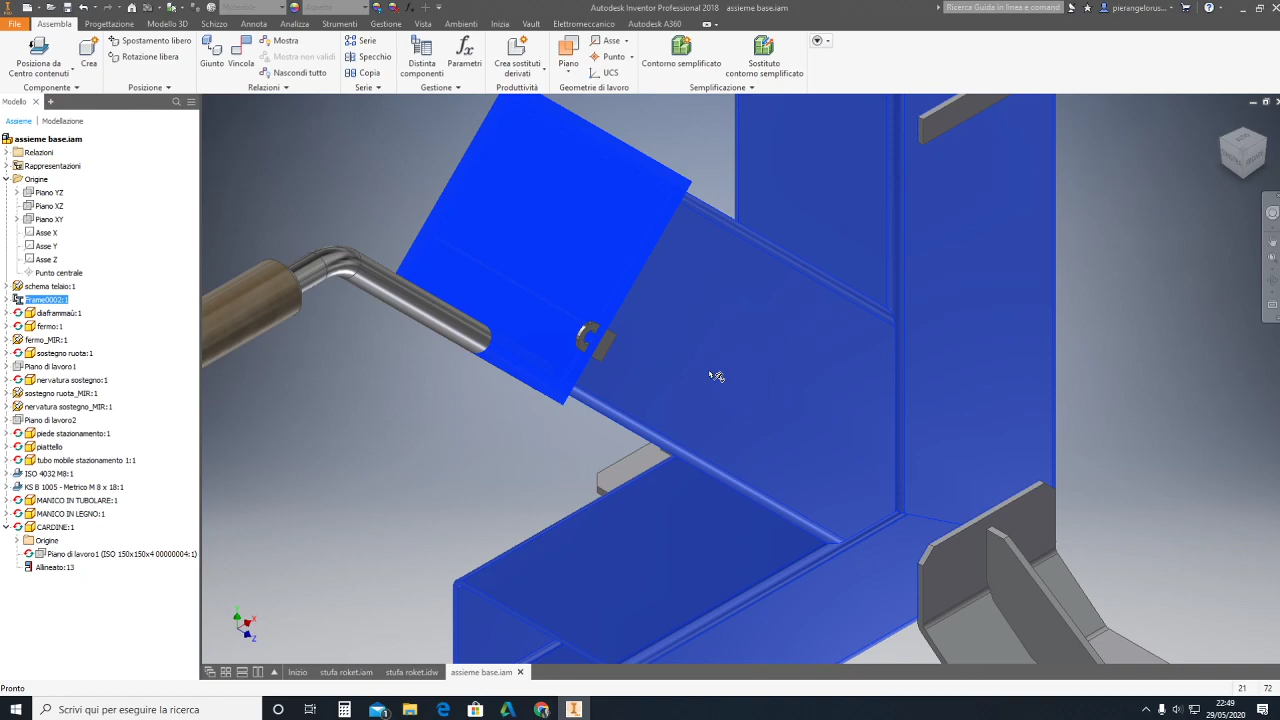 Autodesk Inventor Professional 2018   assieme base.iam
Ricerca Guida in linea e comand
pierangelorus...
File
Assembla
Progettazione
Modello 3D
Schizzo
Annota
Analizza
Strumenti
Gestione
Vista
Ambienti
Inizia
Vault
Elettromeccanico
Autodesk A360
Posiziona da
Centro contenuti
Crea
Spostamento libero
Rotazione libera
Giunto
Vincola
Mostra
Mostra non validi
Nascondi tutto
Serie
Specchio
Copia
Distinta
componenti
fx
Parametri
Crea sostituti
derivati
Piano
Asse
Punto
UCS
Contorno semplificato
Sostituto
contorno semplificato
Componente
Posizione
Relazioni
Serie
Gestione
Produttività
Geometrie di lavoro
Semplificazione
Modello
Assieme
Modellazione
assieme base.iam
Relazioni
Rappresentazioni
Origine
Piano YZ
Piano XZ
Piano XY
Asse X
Asse Y
Asse Z
Punto centrale
schema telaio:1
Frame0002:1
diaframmaù:1
fermo:1
fermo_MIR:1
sostegno ruota:1
Piano di lavoro1
nervatura sostegno:1
sostegno ruota_MIR:1
nervatura sostegno_MIR:1
Piano di lavoro2
piede stazionamento:1
piattello
tubo mobile stazionamento 1:1
ISO 4032 M8:1
KS B 1005 - Metrico M 8 x 18:1
MANICO IN TUBOLARE:1
MANICO IN LEGNO:1
CARDINE:1
Origine
Piano di lavoro1 (ISO 150x150x4 00000004:1)
Allineato:13
X
Z
Inizio
stufa roket.iam
stufa roket.idw
assieme base.iam
Pronto
21
72
Scrivi qui per eseguire la ricerca
22:49
29/05/2020